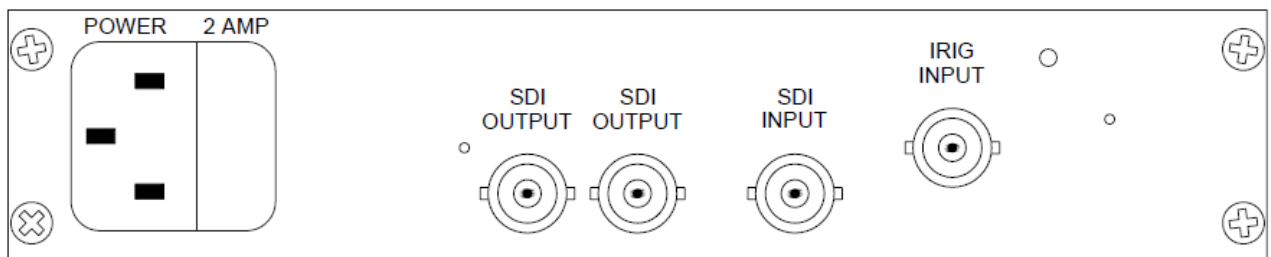 POWER 2 AMP
SDI
OUTPUT
SDI
OUTPUT
SDI
INPUT
IRIG
INPUT